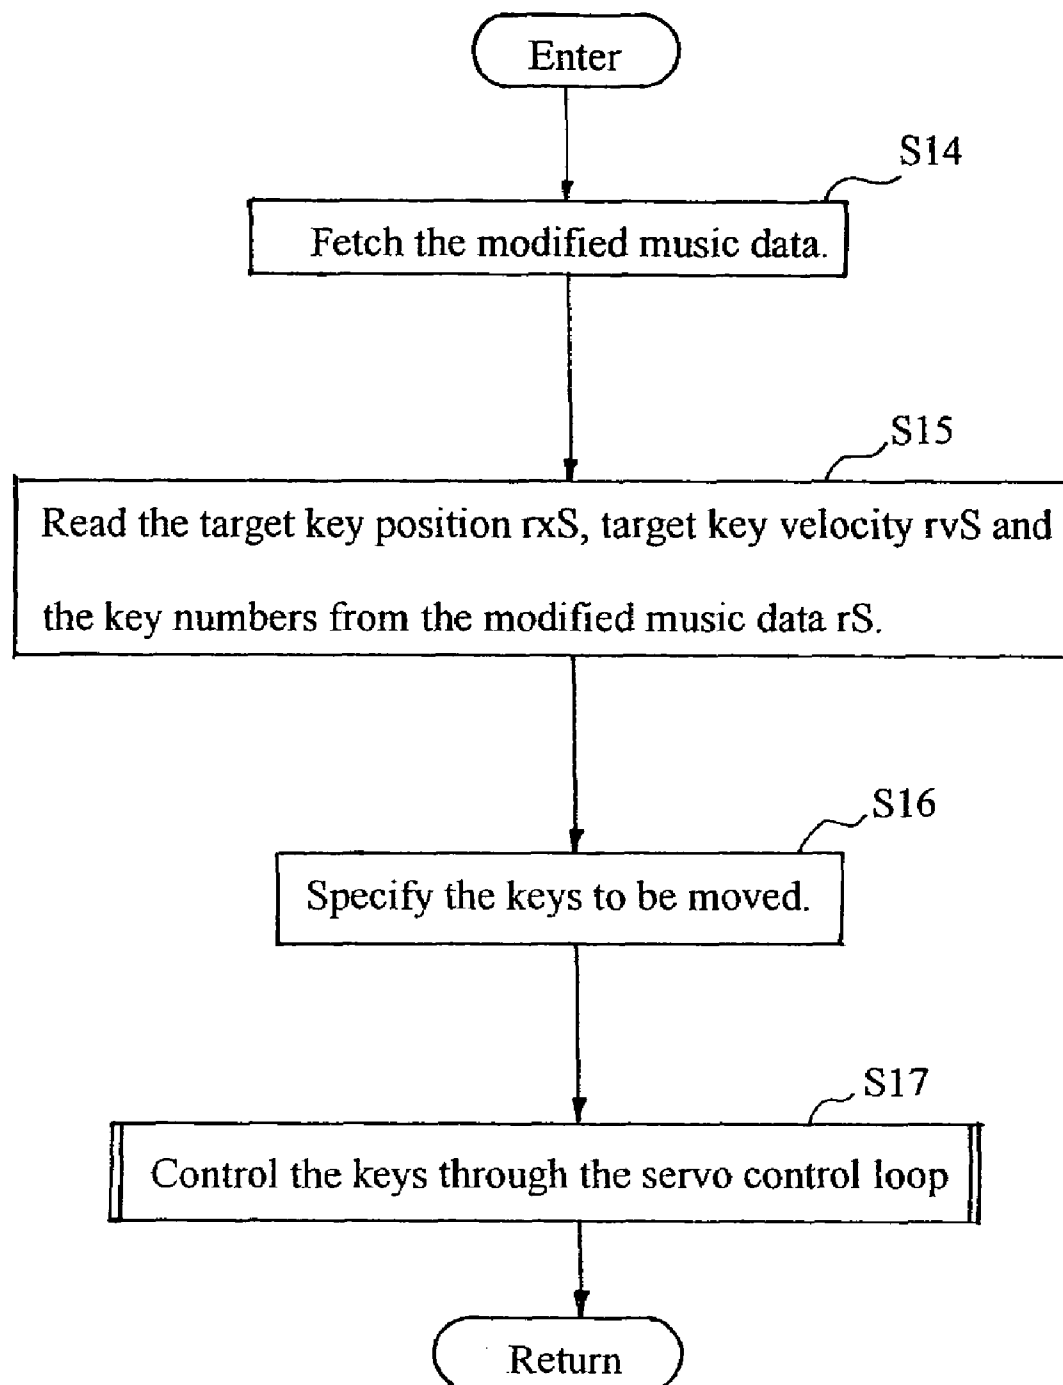 Enter
S14
Fetch the modified music data.
S15
Read the target key position rxS, target key velocity rvS and
the key numbers from the modified music data rS.
S16
Specify the keys to be moved.
S17
Control the keys through the servo control loop
Return